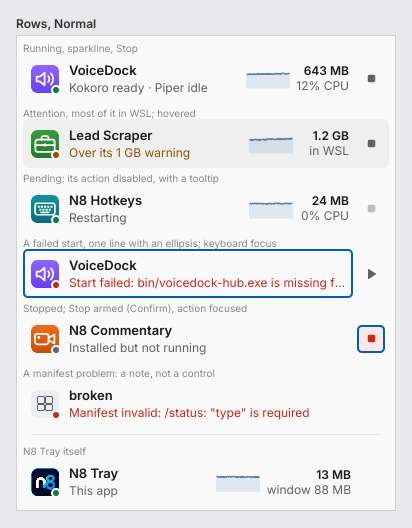 Rows, Normal
Running, sparkline, Stop
VoiceDock
643 MB
Kokoro ready · Piper idle
12% CPU
Attention, most of it in WSL; hovered
Lead Scraper
1.2 GB
Over its 1 GB warning
in WSL
Pending: its action disabled, with a tooltip
N8 Hotkeys
24 MB
Restarting
0% CPU
A failed start, one line with an ellipsis; keyboard focus
VoiceDock
Start failed: bin/voicedock-hub.exe is missing f...
Stopped; Stop armed (Confirm), action focused
N8 Commentary
Installed but not running
A manifest problem: a note, not a control
broken
Manifest invalid: /status: "type" is required
N8 Tray itself
n8
N8 Tray
13 MB
This app
window 88 MB